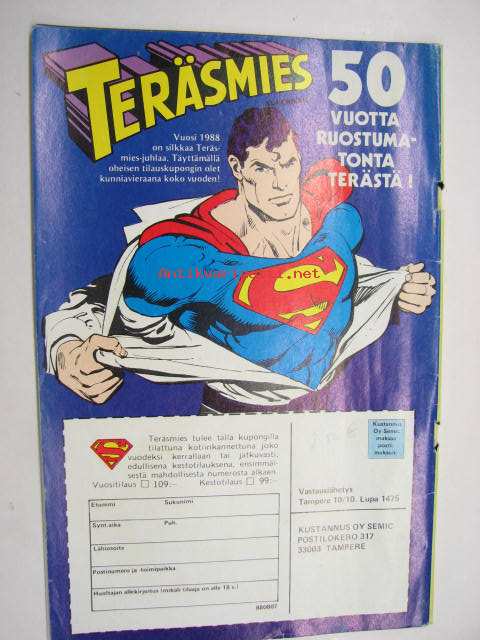 TERÄSMIES
50
VUOTTA
RUOSTUMA-
TONTA
TERÄSTÄ!
Vuosi 1988
on silkkaa Teräs-
mies-juhlaa. Täyttämällä
oheisen tilauskupongin olet
kunniavieraana koko vuoden!
Antikvariaatti.net
S
Teräsmies tulee tällä kupongilla
tilattuna kotiinkannettuna joko
vuodeksi kerrallaan tai jatkuvasti,
edullisena kestotilauksena, ensimmäi-
sestä mahdollisesta numerosta alkaen.
Vuositilaus 109:– Kestotilaus 99:–
Etunimi Sukunimi
Synt.aika Puh.
Lähiosoite
Postinumero ja -toimipaikka
Huoltajan allekirjoitus (mikäli tilaaja on alle 18 v.)
880807
Kustannus
Oy Semic
maksaa
posti-
maksun
Vastauslähetys
Tampere 10/10. Lupa 1475
KUSTANNUS OY SEMIC
POSTILOKERO 317
33003 TAMPERE